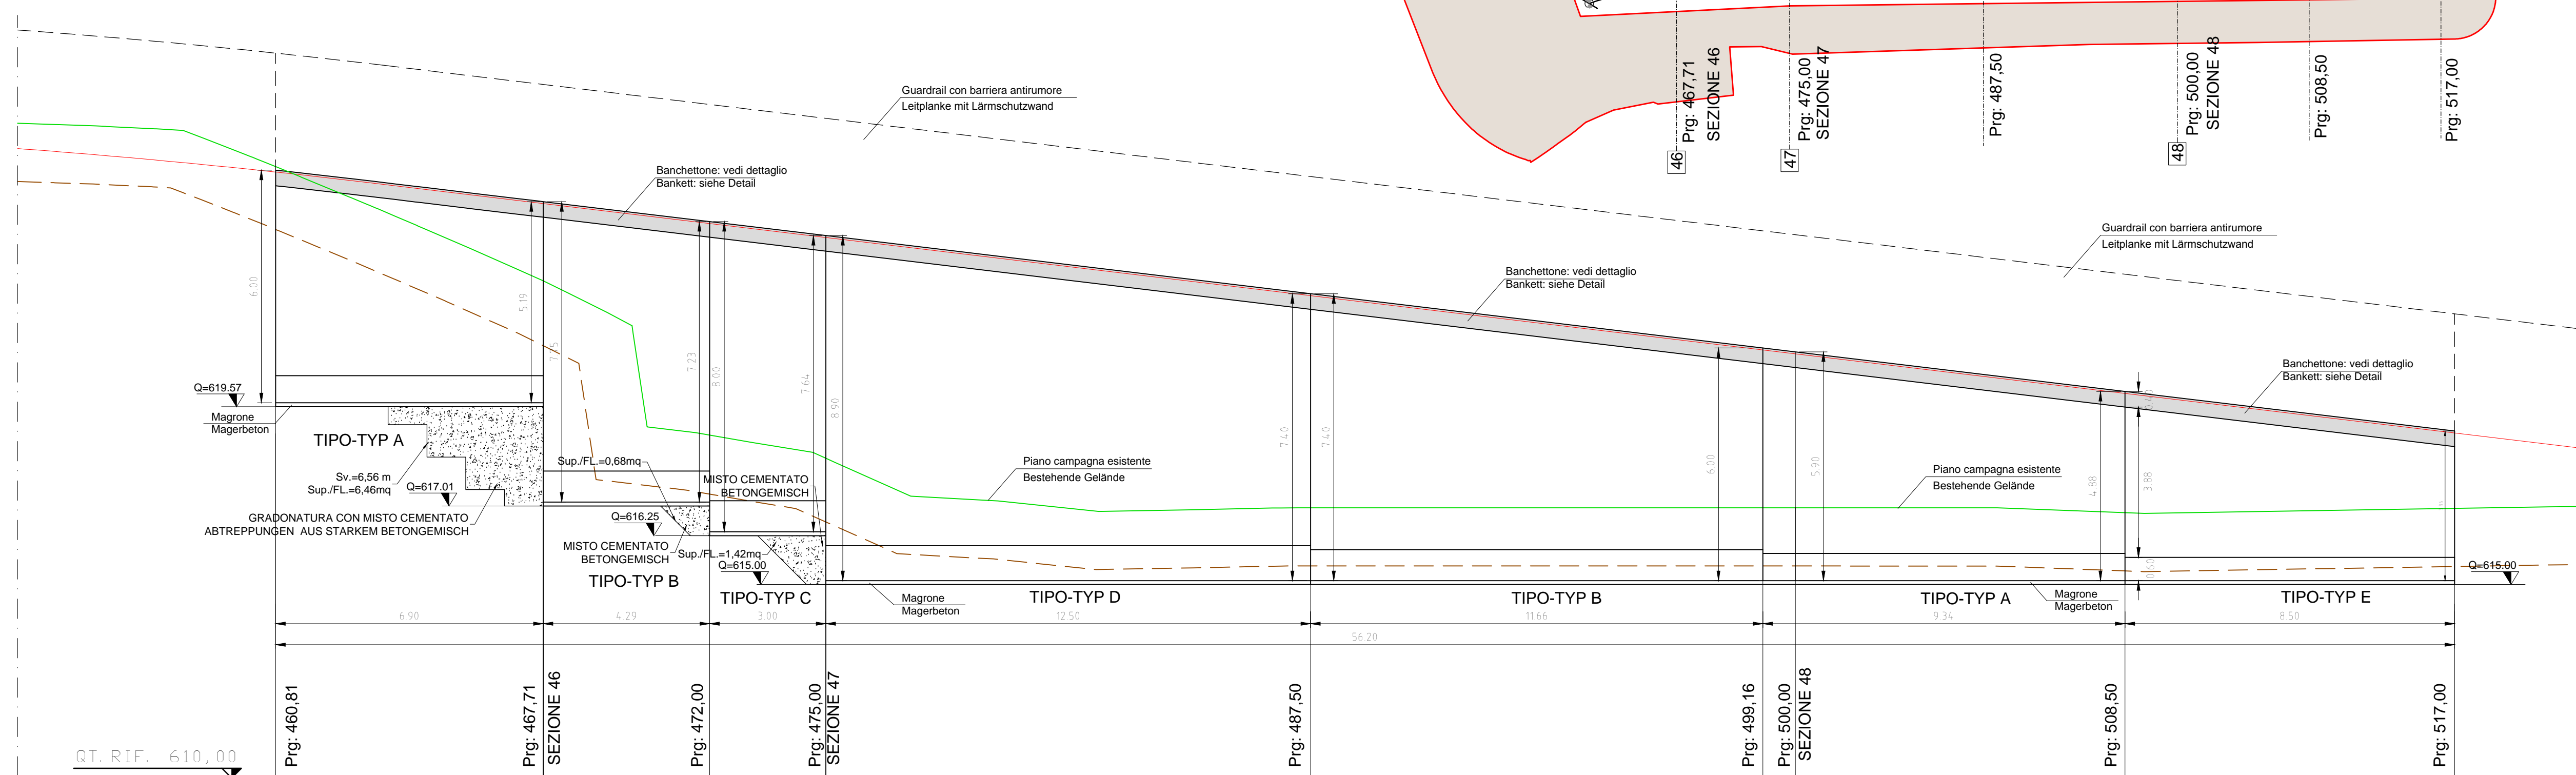 Prg: 467,71
SEZIONE 46
Prg: 475,00
SEZIONE 47
Prg: 487,50
Prg: 500,00
SEZIONE 48
Prg: 508,50
Prg: 517,00
46
47
48
Guardrail con barriera antirumore
Leitplanke mit Lärmschutzwand
Banchettone: vedi dettaglio
Bankett: siehe Detail
Guardrail con barriera antirumore
Leitplanke mit Lärmschutzwand
Banchettone: vedi dettaglio
Bankett: siehe Detail
Banchettone: vedi dettaglio
Bankett: siehe Detail
6.00
5.19
7.23
8.00
7.64
8.90
7.40
7.40
6.00
5.90
4.88
0.40
3.88
0.60
Q=619.57
Magrone
Magerbeton
TIPO-TYP A
Sv.=6,56 m
Sup./FL.=6,46mq
Q=617.01
GRADONATURA CON MISTO CEMENTATO
ABTREPPUNGEN AUS STARKEM BETONGEMISCH
Sup./FL.=0,68mq
Q=616.25
MISTO CEMENTATO
BETONGEMISCH
TIPO-TYP B
MISTO CEMENTATO
BETONGEMISCH
Sup./FL.=1,42mq
Q=615.00
TIPO-TYP C
Piano campagna esistente
Bestehende Gelände
Piano campagna esistente
Bestehende Gelände
Magrone
Magerbeton
TIPO-TYP D
TIPO-TYP B
TIPO-TYP A
Magrone
Magerbeton
TIPO-TYP E
Q=615.00
6.90
4.29
3.00
12.50
11.66
9.34
8.50
56.20
Prg: 460,81
Prg: 467,71
SEZIONE 46
Prg: 472,00
Prg: 475,00
SEZIONE 47
Prg: 487,50
Prg: 499,16
Prg: 500,00
SEZIONE 48
Prg: 508,50
Prg: 517,00
QT. RIF. 610,00